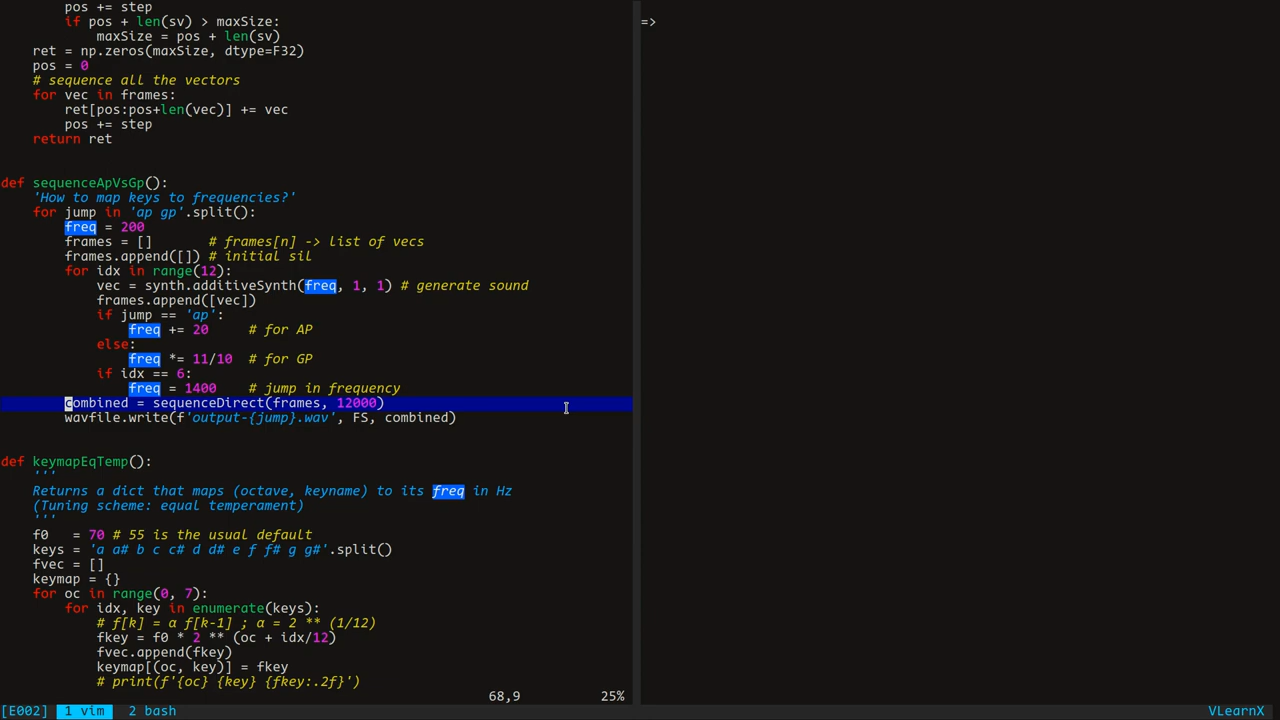 pos += step
        if pos + len(sv) > maxSize:
            maxSize = pos + len(sv)
    ret = np.zeros(maxSize, dtype=F32)
    pos = 0
    # sequence all the vectors
    for vec in frames:
        ret[pos:pos+len(vec)] += vec
        pos += step
    return ret
def sequenceApVsGp():
    'How to map keys to frequencies?'
    for jump in 'ap gp'.split():
        freq = 200
        frames = []       # frames[n] -> list of vecs
        frames.append([]) # initial sil
        for idx in range(12):
            vec = synth.additiveSynth(freq, 1, 1) # generate sound
            frames.append([vec])
            if jump == 'ap':
                freq += 20     # for AP
            else:
                freq *= 11/10  # for GP
            if idx == 6:
                freq = 1400    # jump in frequency
        combined = sequenceDirect(frames, 12000)
        wavfile.write(f'output-{jump}.wav', FS, combined)
def keymapEqTemp():
    '''
    Returns a dict that maps (octave, keyname) to its freq in Hz
    (Tuning scheme: equal temperament)
    '''
    f0   = 70 # 55 is the usual default
    keys = 'a a# b c c# d d# e f f# g g#'.split()
    fvec = []
    keymap = {}
    for oc in range(0, 7):
        for idx, key in enumerate(keys):
            # f[k] = α f[k-1] ; α = 2 ** (1/12)
            fkey = f0 * 2 ** (oc + idx/12)
            fvec.append(fkey)
            keymap[(oc, key)] = fkey
            # print(f'{oc} {key} {fkey:.2f}')
68,9 25%
=>
[E002] 1 vim 2 bash VLearnX